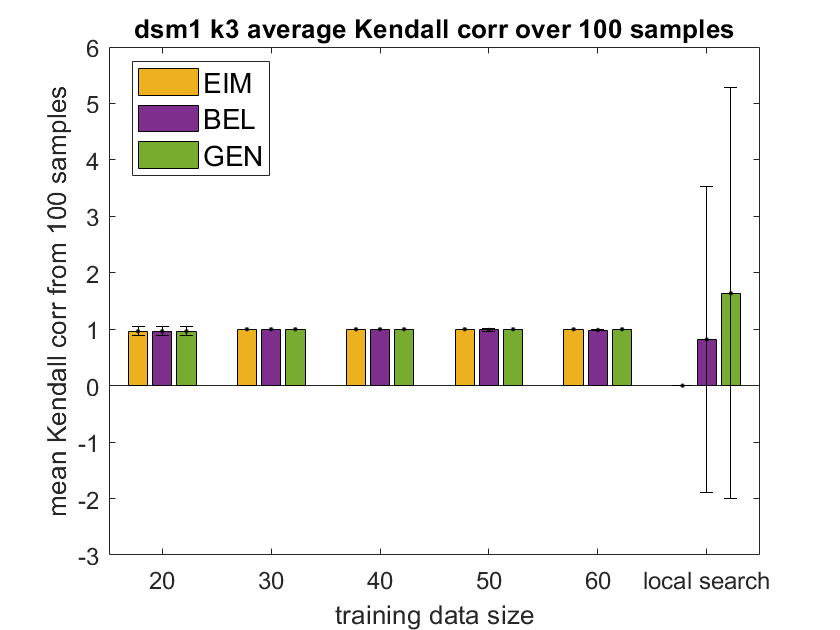 dsm1 k3 average Kendall corr over 100 samples
6
5
4
3
2
1
0
-1
-2
-3
mean Kendall corr from 100 samples
EIM
BEL
GEN
20 30 40 50 60 local search
training data size